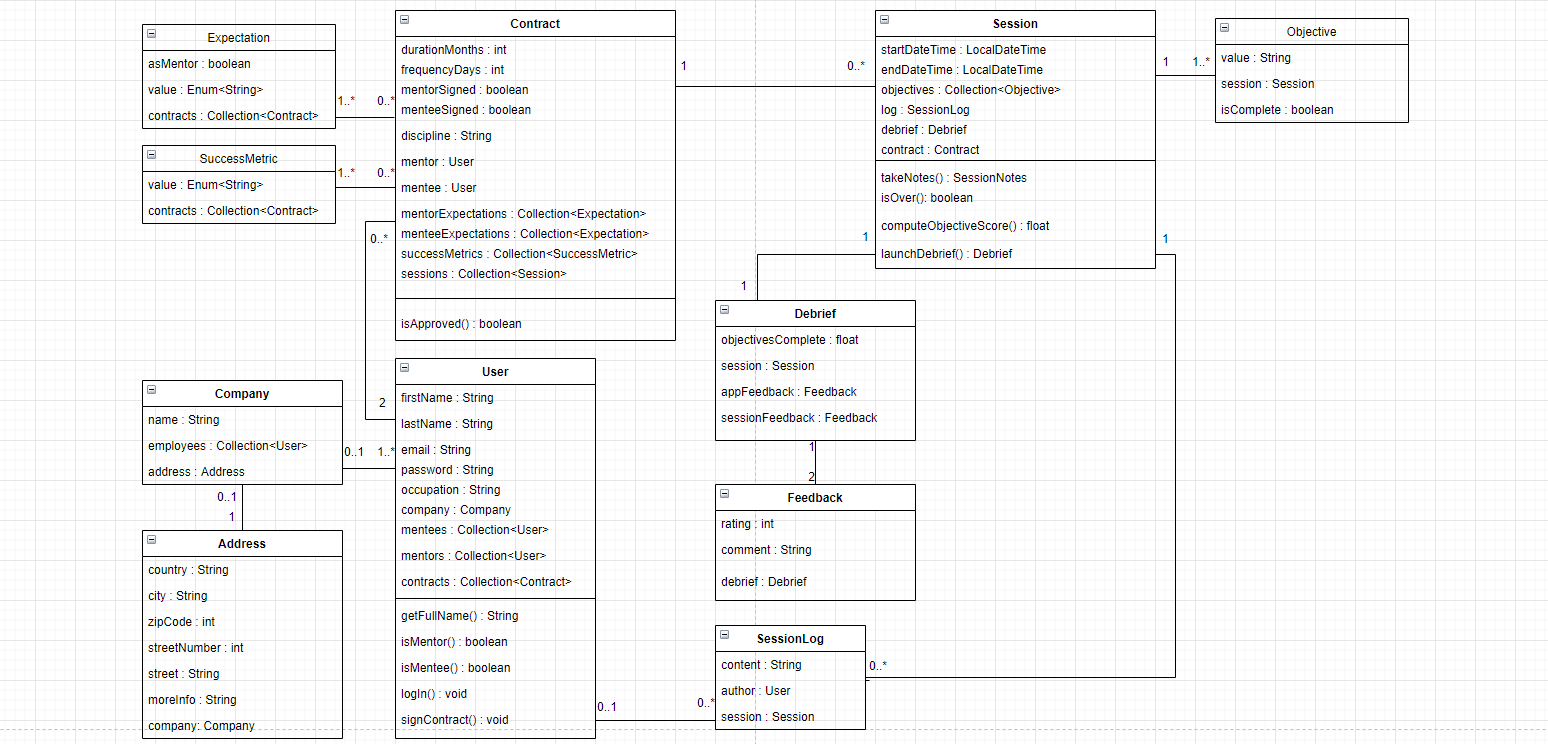 Expectation
asMentor : boolean
value : Enum<String>
contracts : Collection<Contract>
1..*
0..*
SuccessMetric
value : Enum<String>
contracts : Collection<Contract>
1..*
0..*
Contract
durationMonths : int
frequencyDays : int
mentorSigned : boolean
menteeSigned : boolean
discipline : String
mentor : User
mentee : User
mentorExpectations : Collection<Expectation>
menteeExpectations : Collection<Expectation>
successMetrics : Collection<SuccessMetric>
sessions : Collection<Session>
isApproved() : boolean
1
0..*
0..*
2
Session
startDateTime : LocalDateTime
endDateTime : LocalDateTime
objectives : Collection<Objective>
log : SessionLog
debrief : Debrief
contract : Contract
takeNotes() : SessionNotes
isOver(): boolean
computeObjectiveScore() : float
launchDebrief() : Debrief
1
1..*
Objective
value : String
session : Session
isComplete : boolean
1
1
1
Debrief
objectivesComplete : float
session : Session
appFeedback : Feedback
sessionFeedback : Feedback
1
2
Feedback
rating : int
comment : String
debrief : Debrief
Company
name : String
employees : Collection<User>
address : Address
0..1
1..*
0..1
1
Address
country : String
city : String
zipCode : int
streetNumber : int
street : String
moreInfo : String
company: Company
User
firstName : String
lastName : String
email : String
password : String
occupation : String
company : Company
mentees : Collection<User>
mentors : Collection<User>
contracts : Collection<Contract>
getFullName() : String
isMentor() : boolean
isMentee() : boolean
logIn() : void
signContract() : void
0..1
0..*
SessionLog
content : String
author : User
session : Session
0..*